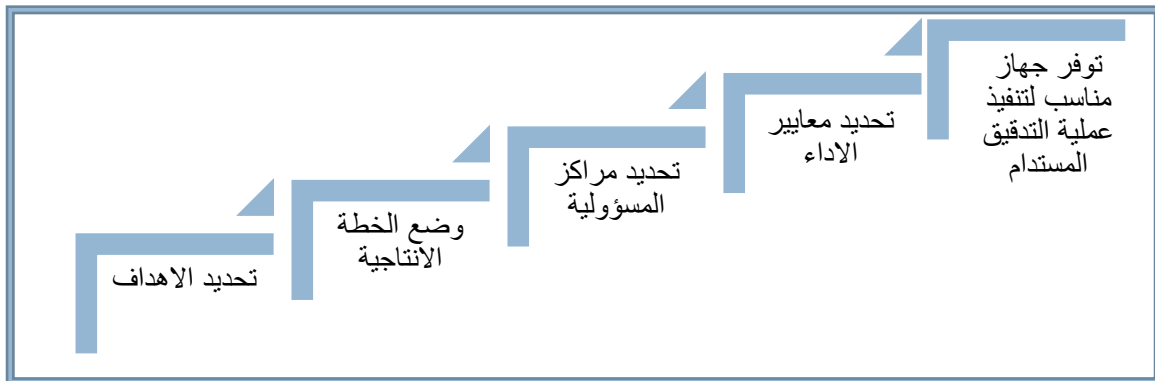 تحديد الاهداف
وضع الخطة
الانتاجية
تحديد مراكز
المسؤولية
تحديد معايير
الاداء
توفر جهاز
مناسب لتنفيذ
عملية التدقيق
المستدام